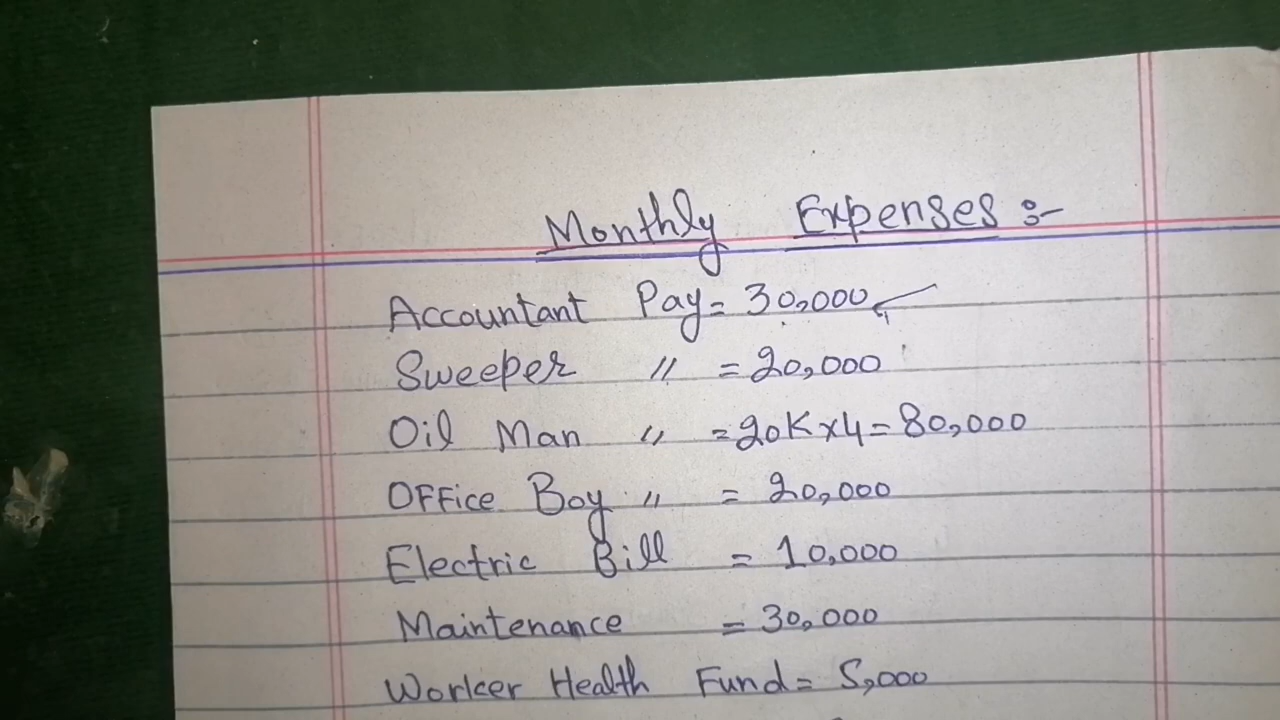 Monthly Expenses :-
Accountant Pay = 30,000
Sweeper " = 20,000
Oil Man " = 20K x 4 = 80,000
Office Boy " = 20,000
Electric Bill = 10,000
Maintenance = 30,000
Worker Health Fund = 5,000